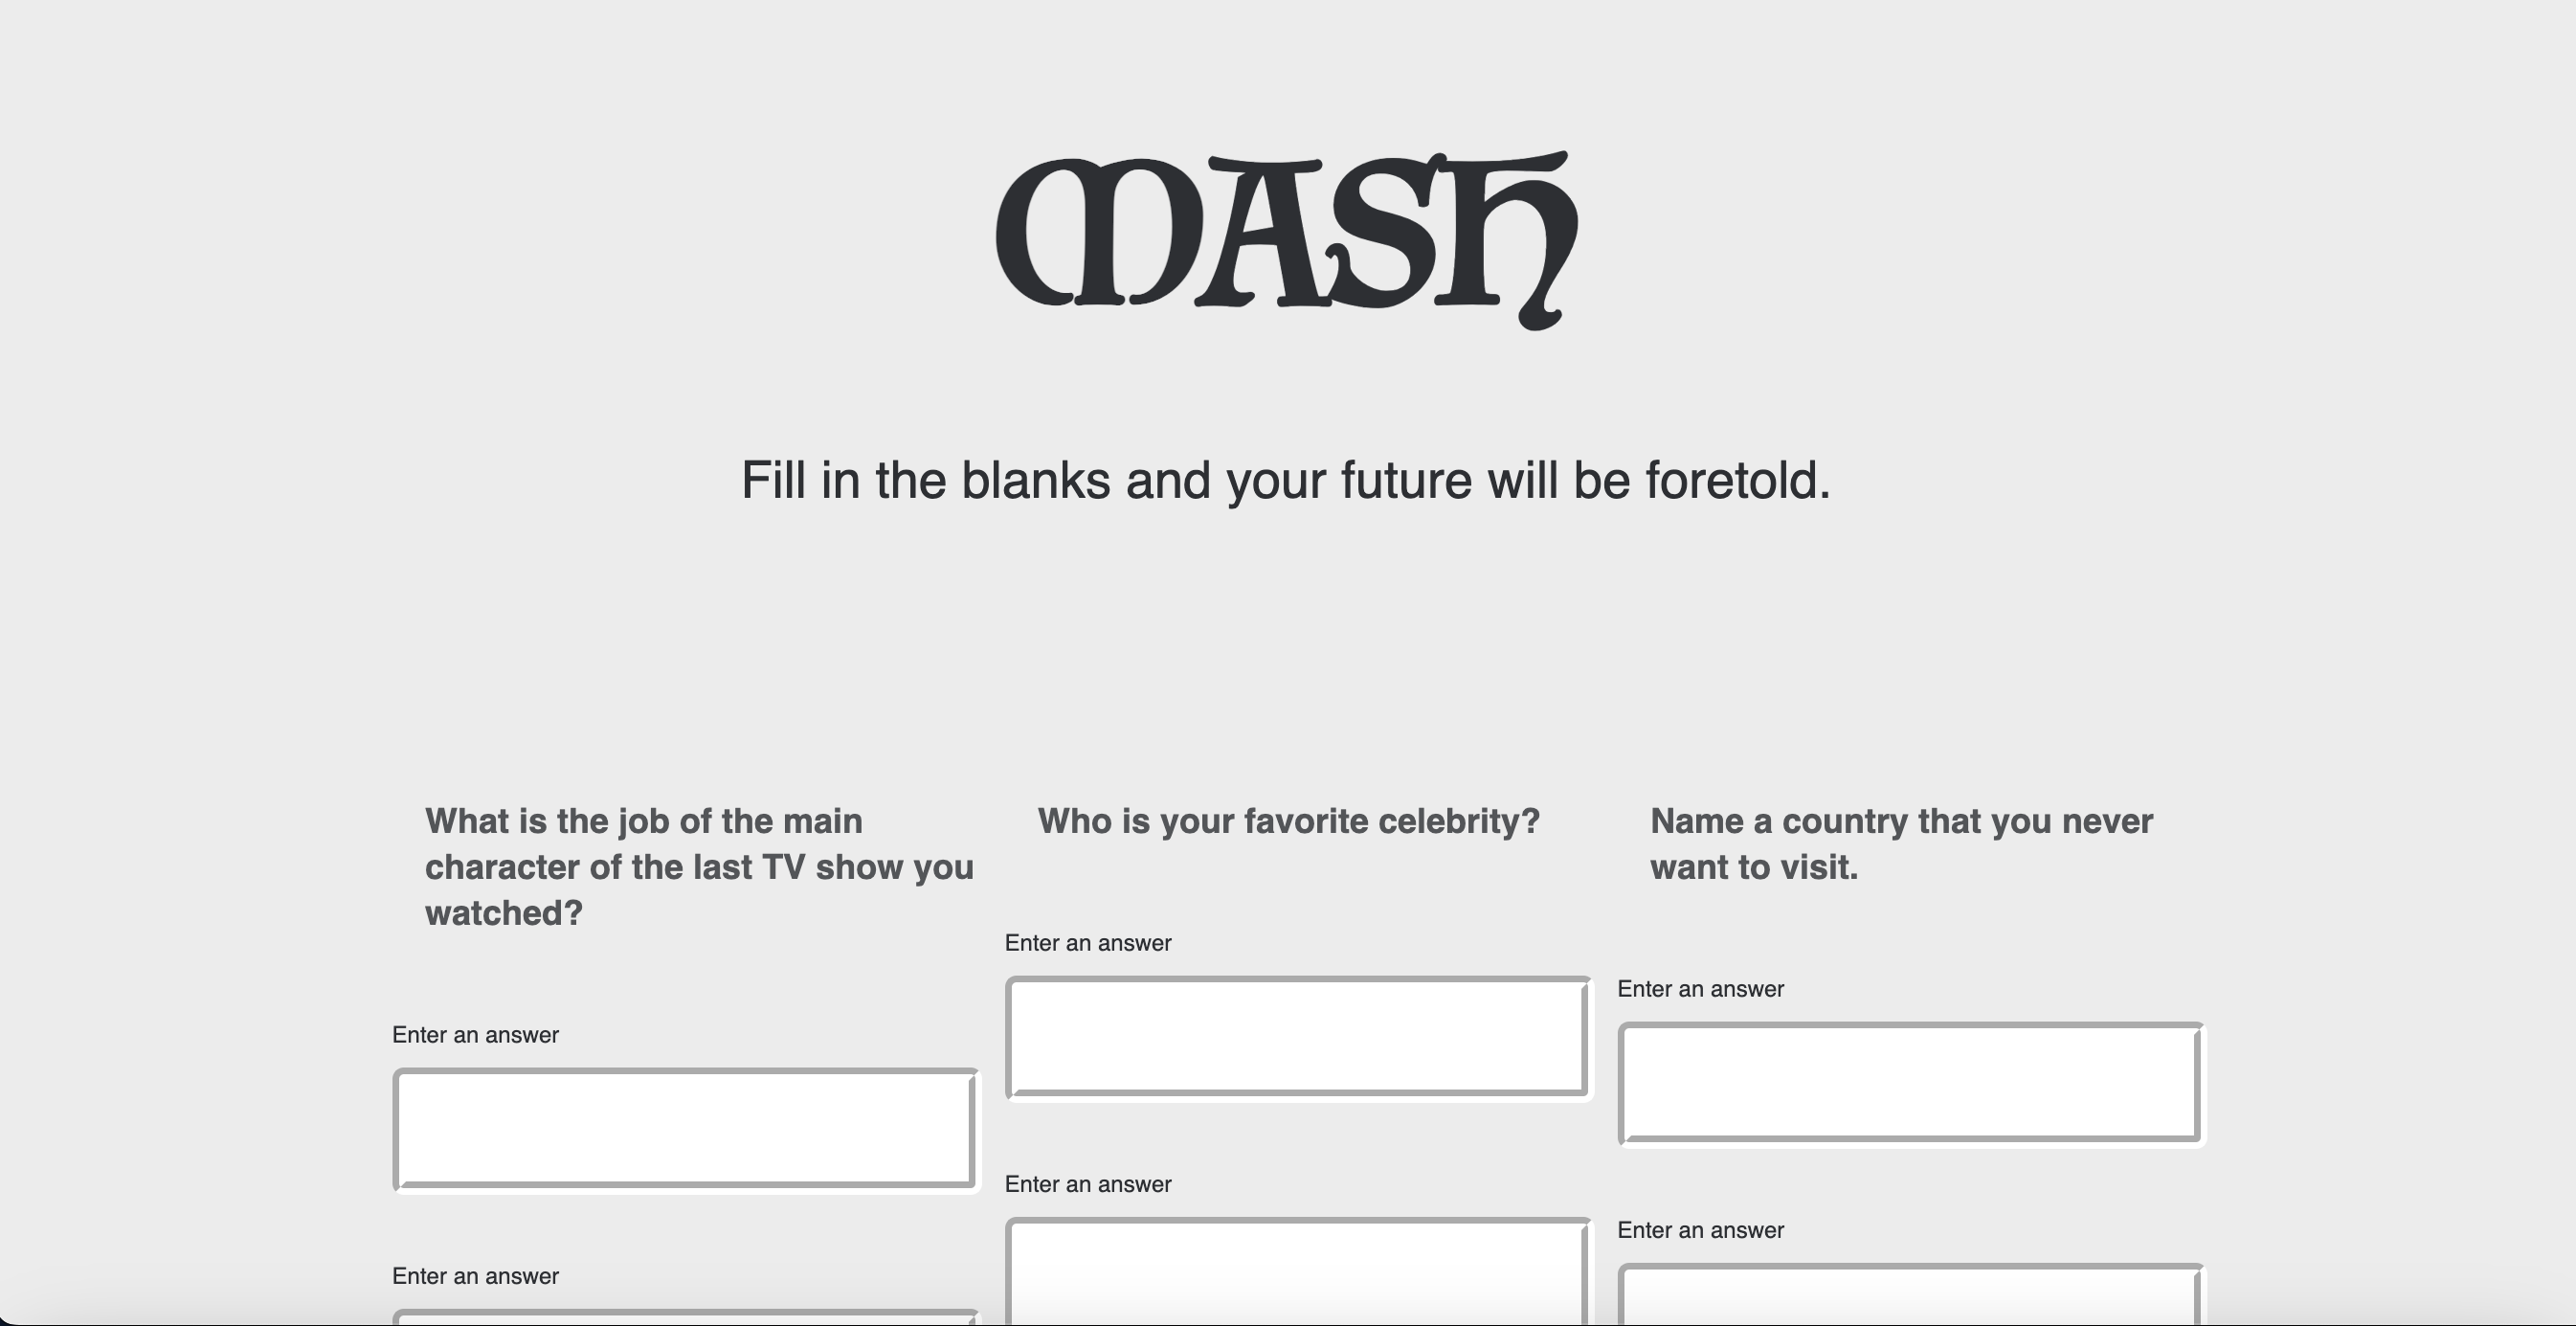 MASH
Fill in the blanks and your future will be foretold.
What is the job of the main
character of the last TV show you
watched?
Enter an answer
Enter an answer
Who is your favorite celebrity?
Enter an answer
Enter an answer
Name a country that you never
want to visit.
Enter an answer
Enter an answer